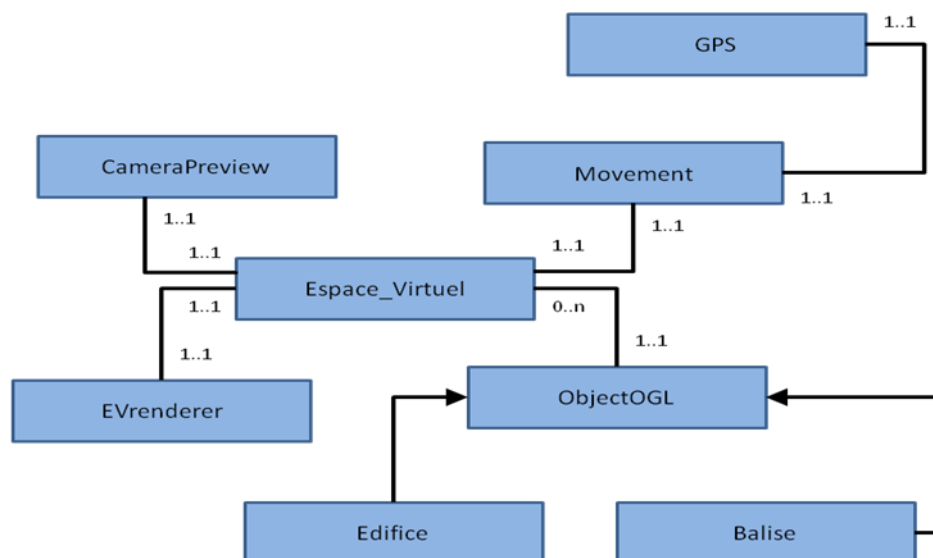 1..1
GPS
CameraPreview
Movement
1..1
1..1
1..1
1..1
1..1
Espace_Virtuel
1..1
0..n
1..1
1..1
EVrenderer
ObjectOGL
Edifice
Balise